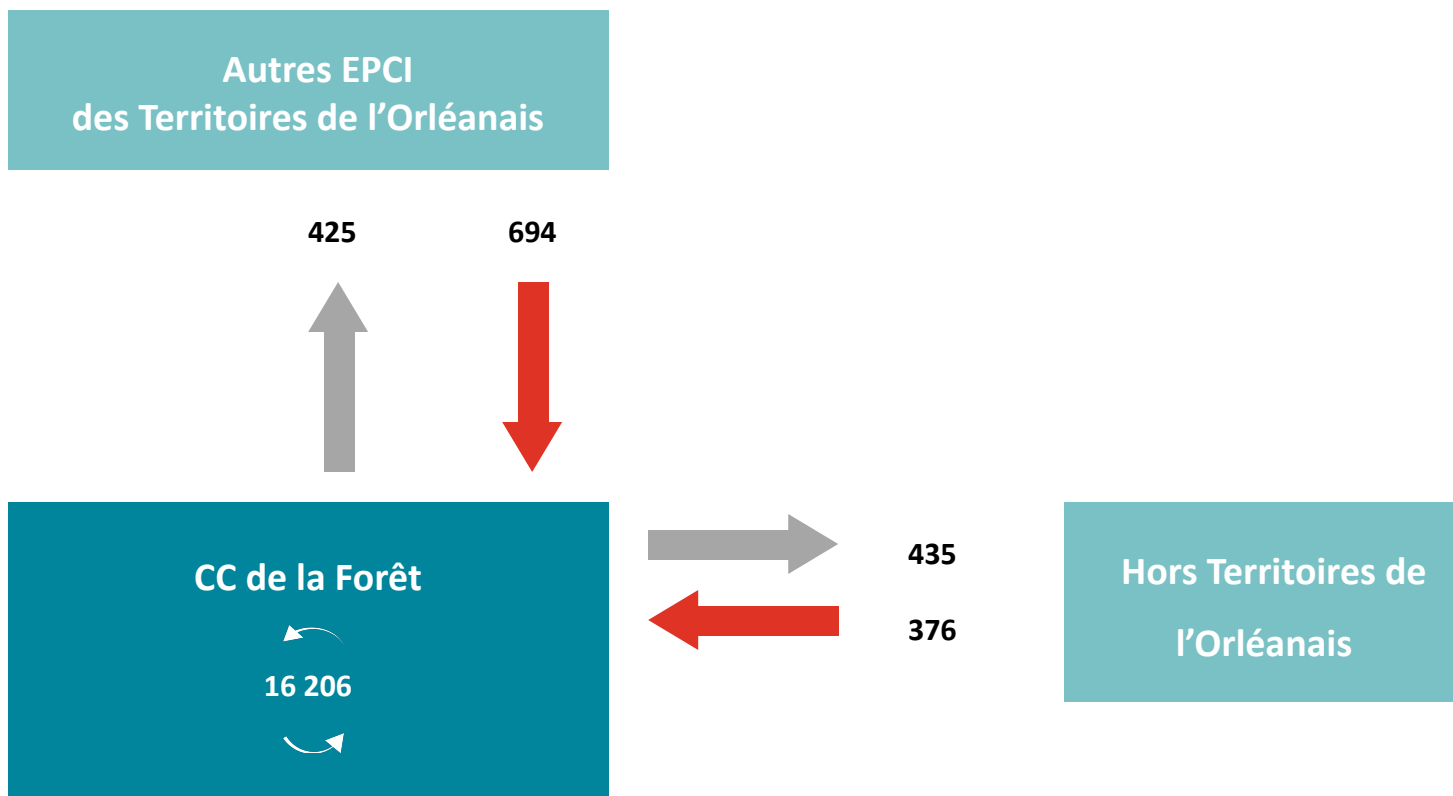 Autres EPCI
des Territoires de l’Orléanais
425 694
CC de la Forêt
16 206
435
376
Hors Territoires de
l’Orléanais